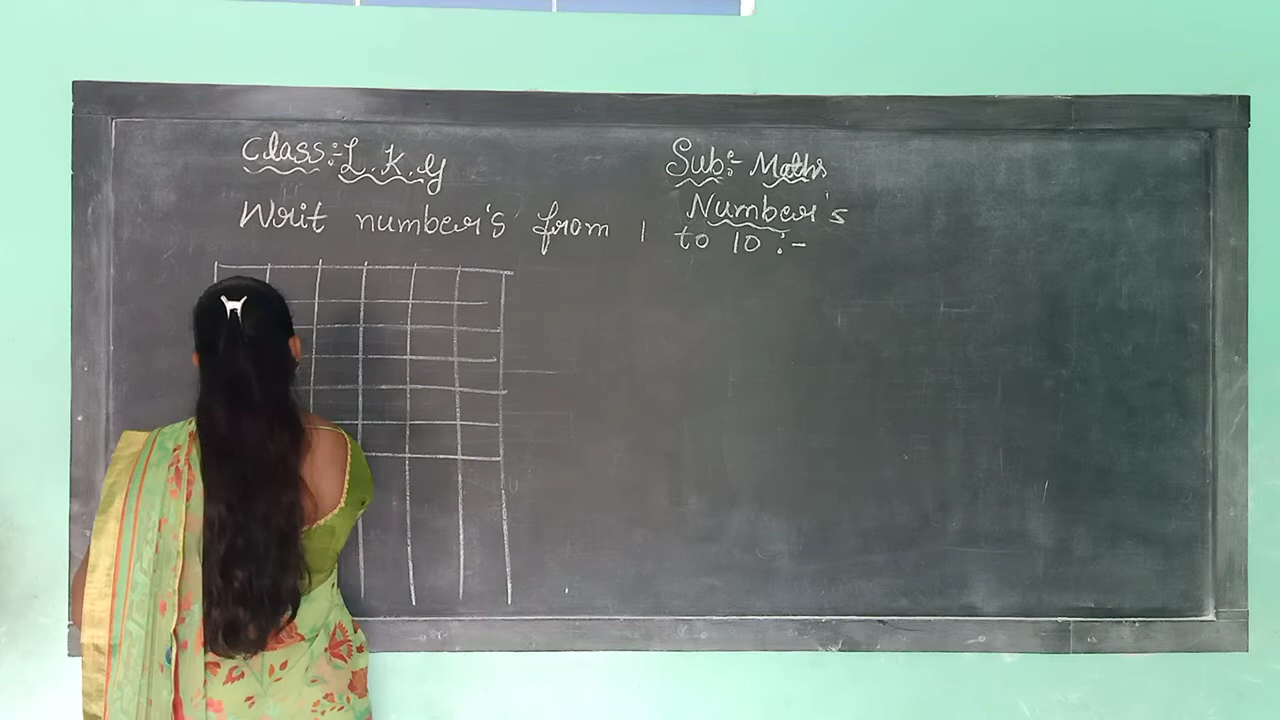 Class:- L.K.G
Sub:- Maths
Number's
Writ number's from 1 to 10 :-